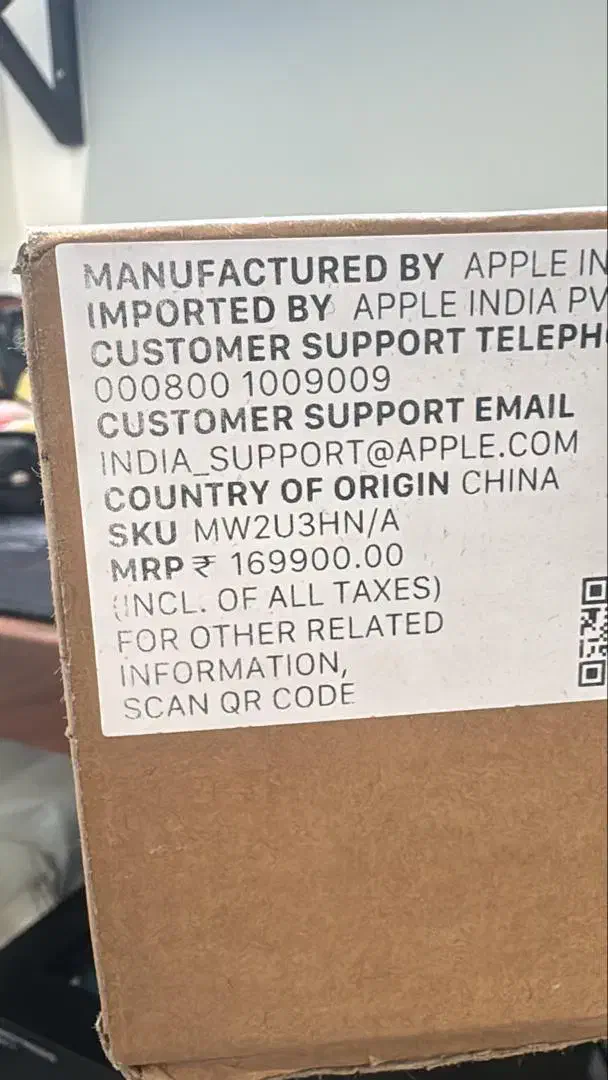 MANUFACTURED BY APPLE IN
IMPORTED BY APPLE INDIA PV
CUSTOMER SUPPORT TELEPH
000800 1009009
CUSTOMER SUPPORT EMAIL
INDIA_SUPPORT@APPLE.COM
COUNTRY OF ORIGIN CHINA
SKU MW2U3HN/A
MRP ₹ 169900.00
(INCL. OF ALL TAXES)
FOR OTHER RELATED
INFORMATION,
SCAN QR CODE